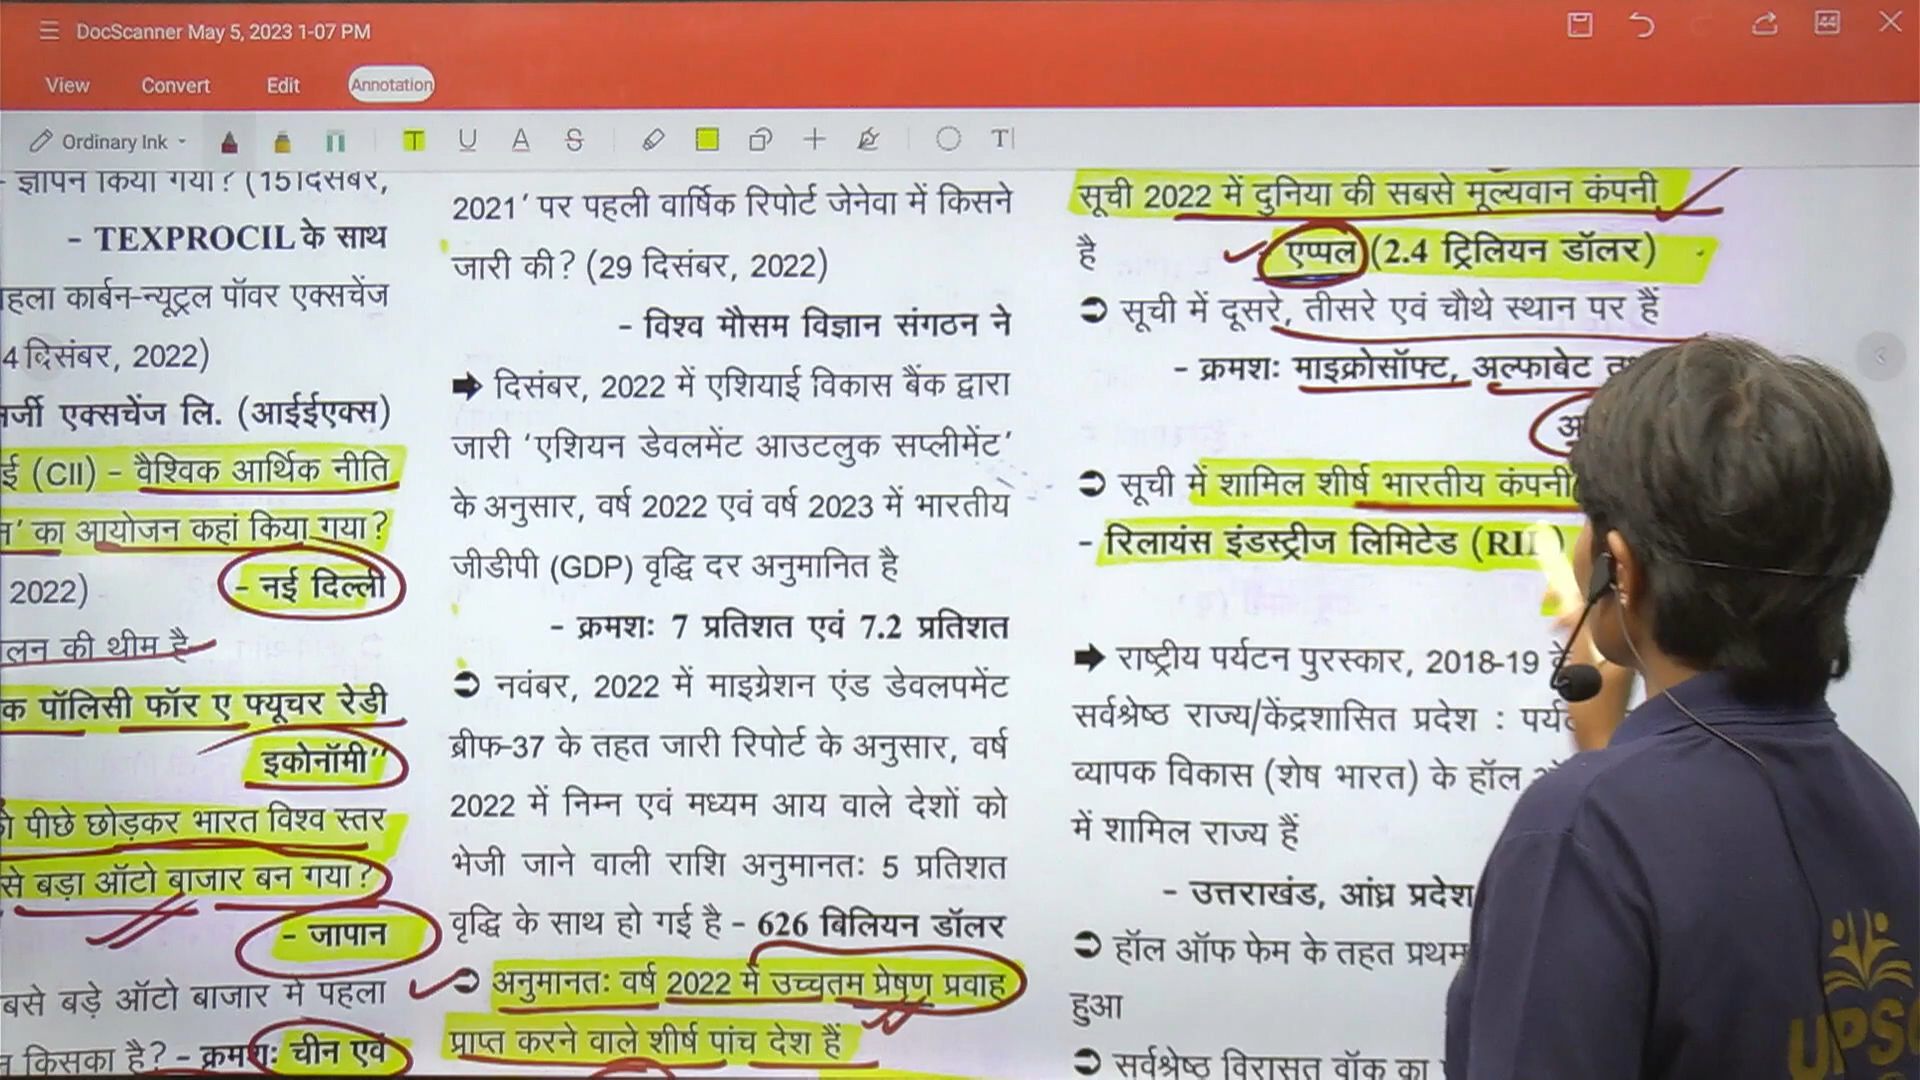 DocScanner May 5, 2023 1-07 PM
View Convert Edit Annotation
Ordinary Ink
ज्ञापन किया गया? (15 दिसंबर,
- TEXPROCIL के साथ
हला कार्बन-न्यूट्रल पॉवर एक्सचेंज
4 दिसंबर, 2022)
नर्जी एक्सचेंज लि. (आईईएक्स)
ई (CII) - वैश्विक आर्थिक नीति
न' का आयोजन कहां किया गया?
2022) - नई दिल्ली
लन की थीम है
क पॉलिसी फॉर ए फ्यूचर रेडी
इकोनॉमी"
ो पीछे छोड़कर भारत विश्व स्तर
से बड़ा ऑटो बाजार बन गया?
- जापान
बसे बड़े ऑटो बाजार में पहला
न किसका है? - क्रमशः चीन एवं
2021' पर पहली वार्षिक रिपोर्ट जेनेवा में किसने
जारी की? (29 दिसंबर, 2022)
- विश्व मौसम विज्ञान संगठन ने
दिसंबर, 2022 में एशियाई विकास बैंक द्वारा
जारी 'एशियन डेवलमेंट आउटलुक सप्लीमेंट'
के अनुसार, वर्ष 2022 एवं वर्ष 2023 में भारतीय
जीडीपी (GDP) वृद्धि दर अनुमानित है
- क्रमशः 7 प्रतिशत एवं 7.2 प्रतिशत
नवंबर, 2022 में माइग्रेशन एंड डेवलपमेंट
ब्रीफ-37 के तहत जारी रिपोर्ट के अनुसार, वर्ष
2022 में निम्न एवं मध्यम आय वाले देशों को
भेजी जाने वाली राशि अनुमानतः 5 प्रतिशत
वृद्धि के साथ हो गई है - 626 बिलियन डॉलर
अनुमानतः वर्ष 2022 में उच्चतम प्रेषण प्रवाह
प्राप्त करने वाले शीर्ष पांच देश हैं
सूची 2022 में दुनिया की सबसे मूल्यवान कंपनी
है - एप्पल (2.4 ट्रिलियन डॉलर)
सूची में दूसरे, तीसरे एवं चौथे स्थान पर हैं
- क्रमशः माइक्रोसॉफ्ट, अल्फाबेट
सूची में शामिल शीर्ष भारतीय कंपनी
- रिलायंस इंडस्ट्रीज लिमिटेड (RIL)
राष्ट्रीय पर्यटन पुरस्कार, 2018-19
सर्वश्रेष्ठ राज्य/केंद्रशासित प्रदेश :
व्यापक विकास (शेष भारत) के हॉल
में शामिल राज्य हैं
- उत्तराखंड, आंध्र प्रदेश
हॉल ऑफ फेम के तहत प्रथम
हुआ
सर्वश्रेष्ठ विरासत वॉक का
UPSC